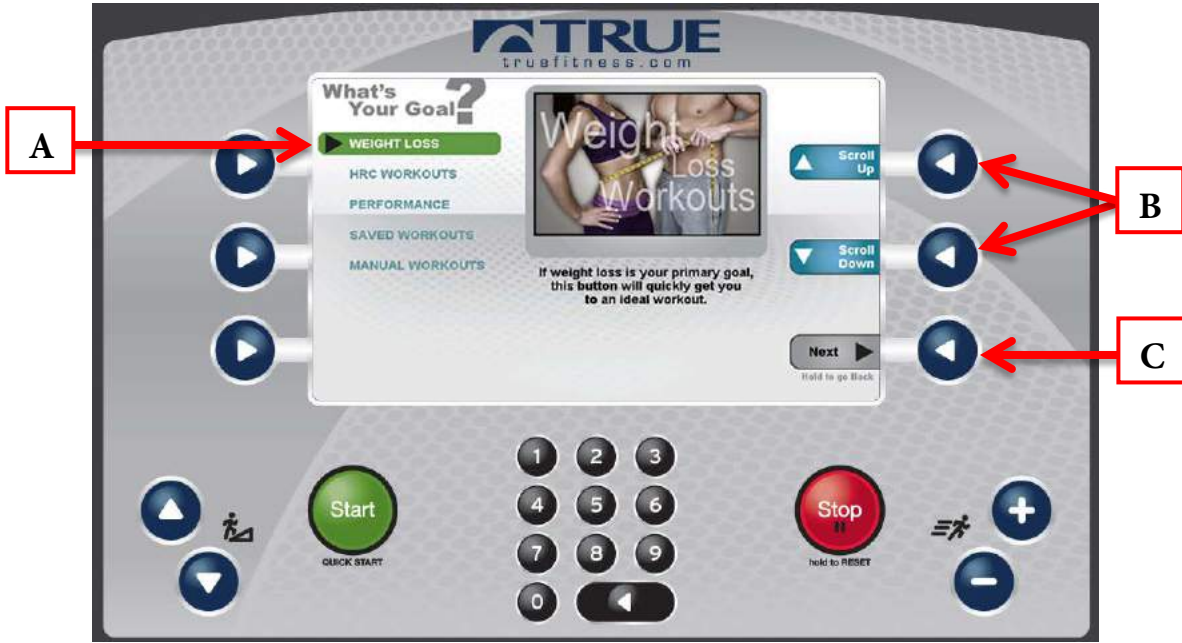 TRUE
truefitness.com
What's
Your Goal?
WEIGHT LOSS
HRC WORKOUTS
PERFORMANCE
SAVED WORKOUTS
MANUAL WORKOUTS
Weight
Loss
Workouts
If weight loss is your primary goal,
this button will quickly get you
to an ideal workout.
Scroll
Up
Scroll
Down
Next
Hold to go Back
A
B
C
Start
QUICK START
1 2 3
4 5 6
7 8 9
0
Stop
hold to RESET